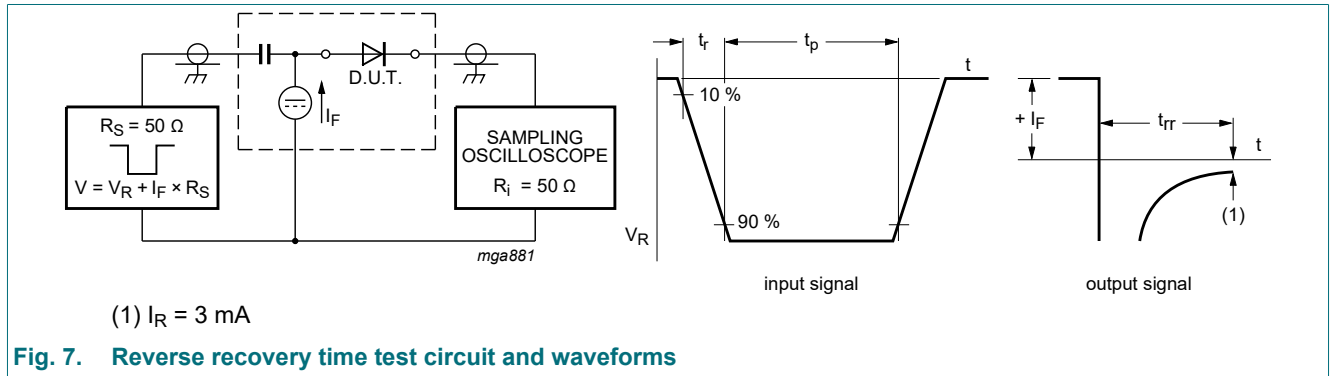 D.U.T.
I_F
R_S = 50 Ω
V = V_R + I_F × R_S
SAMPLING
OSCILLOSCOPE
R_i = 50 Ω
mga881
t_r
t_p
t
10 %
90 %
V_R
input signal
+ I_F
t_rr
t
(1)
output signal
(1) I_R = 3 mA
Fig. 7. Reverse recovery time test circuit and waveforms